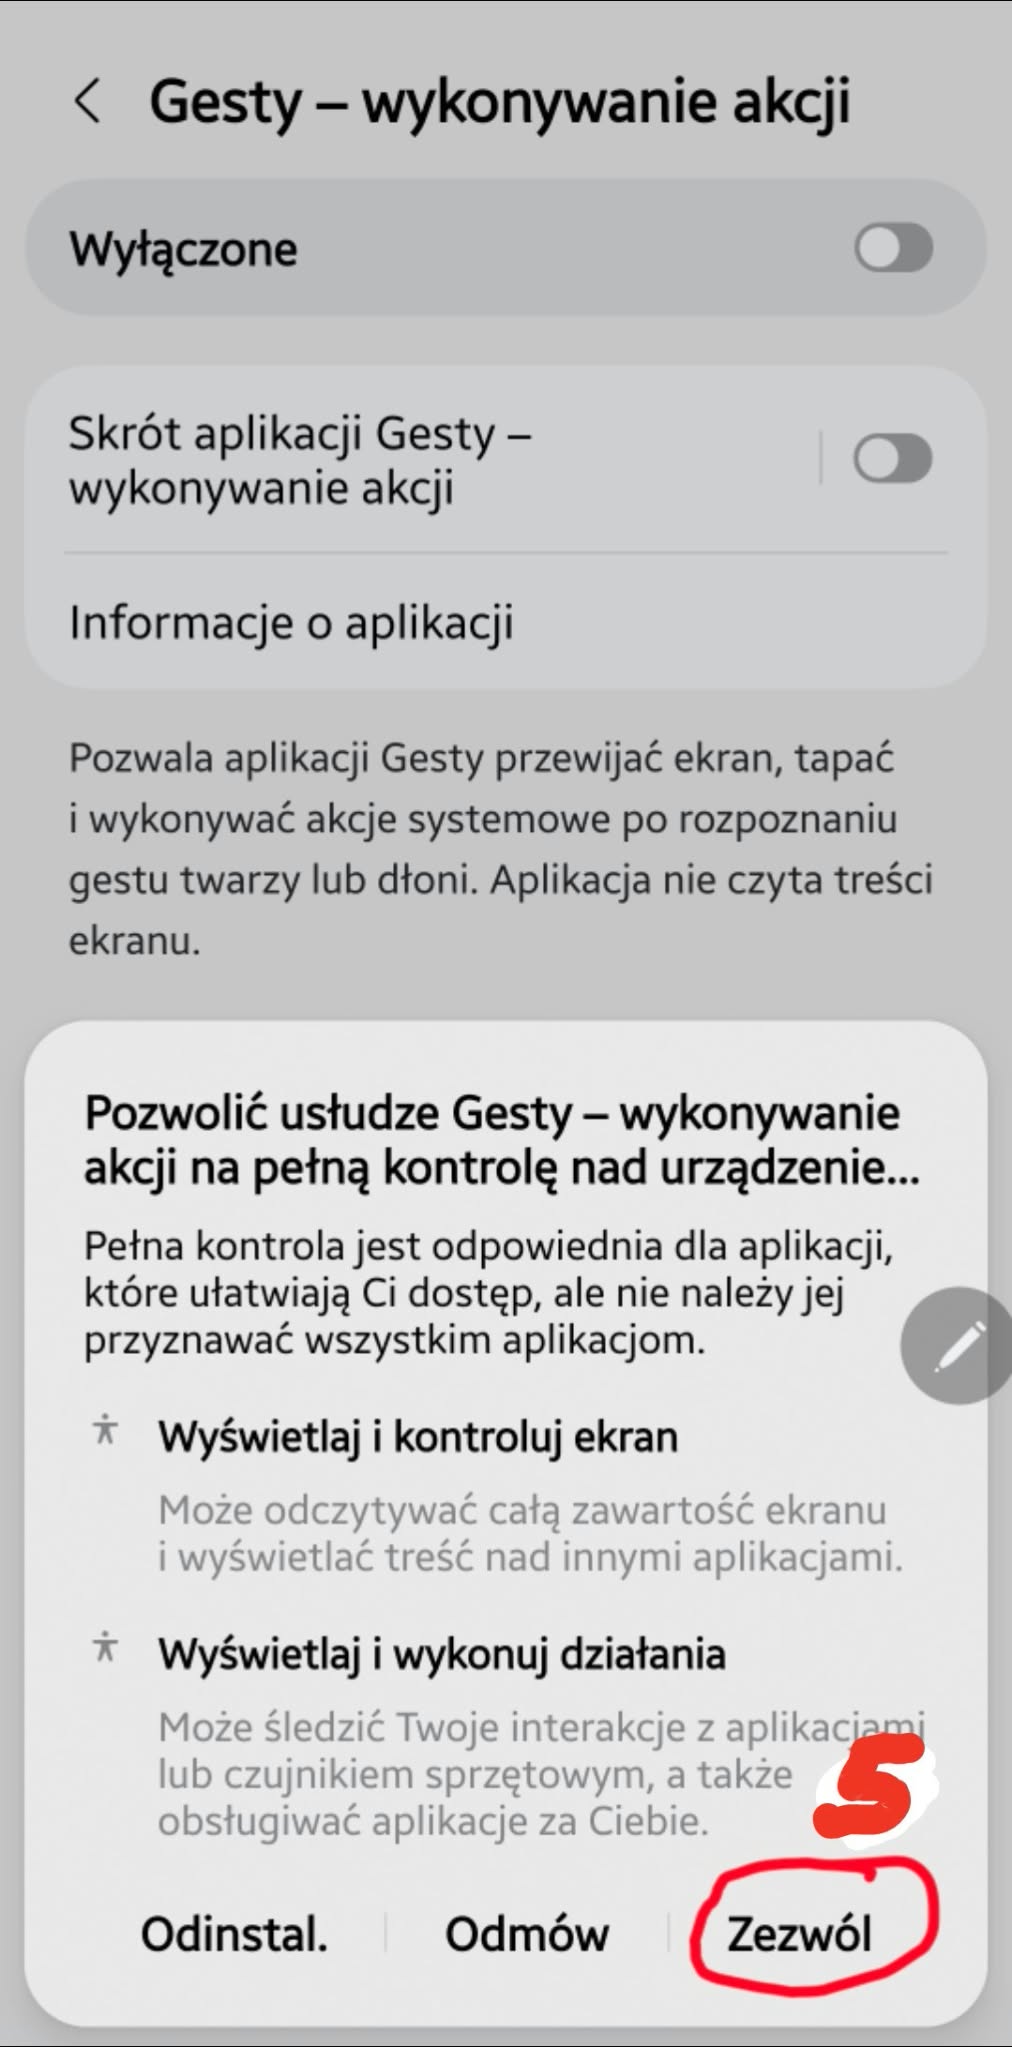 Gesty – wykonywanie akcji
Wyłączone
Skrót aplikacji Gesty –
wykonywanie akcji
Informacje o aplikacji
Pozwala aplikacji Gesty przewijać ekran, tapać
i wykonywać akcje systemowe po rozpoznaniu
gestu twarzy lub dłoni. Aplikacja nie czyta treści
ekranu.
Pozwolić usłudze Gesty – wykonywanie
akcji na pełną kontrolę nad urządzenie...
Pełna kontrola jest odpowiednia dla aplikacji,
które ułatwiają Ci dostęp, ale nie należy jej
przyznawać wszystkim aplikacjom.
Wyświetlaj i kontroluj ekran
Może odczytywać całą zawartość ekranu
i wyświetlać treść nad innymi aplikacjami.
Wyświetlaj i wykonuj działania
Może śledzić Twoje interakcje z aplikacjami
lub czujnikiem sprzętowym, a także
obsługiwać aplikacje za Ciebie.
5
Odinstal. Odmów Zezwól